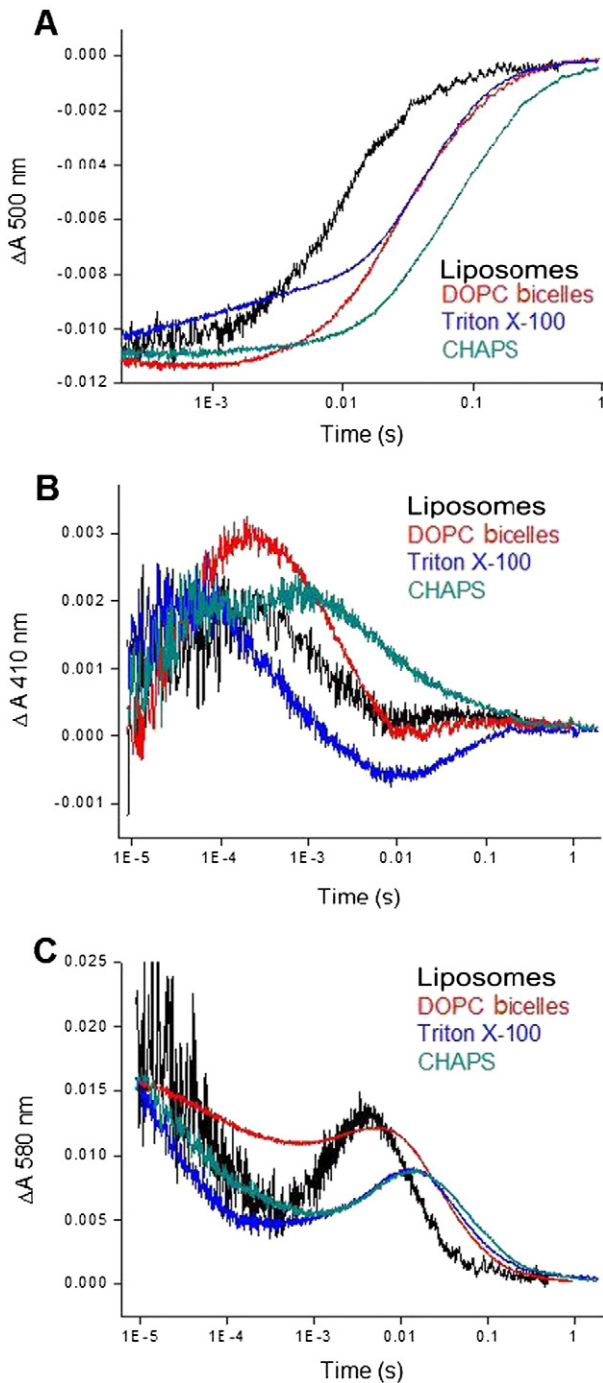 A
0.000
-0.002
-0.004
-0.006
-0.008
-0.010
-0.012
ΔA 500 nm
Liposomes
DOPC bicelles
Triton X-100
CHAPS
1E-3 0.01 0.1 1
Time (s)
B
0.003
0.002
0.001
0.000
-0.001
Δ A 410 nm
Liposomes
DOPC bicelles
Triton X-100
CHAPS
1E-5 1E-4 1E-3 0.01 0.1 1
Time (s)
C
0.025
0.020
0.015
0.010
0.005
0.000
ΔA 580 nm
Liposomes
DOPC bicelles
Triton X-100
CHAPS
1E-5 1E-4 1E-3 0.01 0.1 1
Time (s)